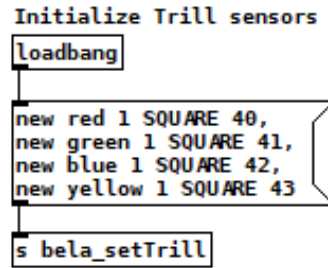 Initialize Trill sensors
loadbang
new red 1 SQUARE 40,
new green 1 SQUARE 41,
new blue 1 SQUARE 42,
new yellow 1 SQUARE 43
s bela_setTrill